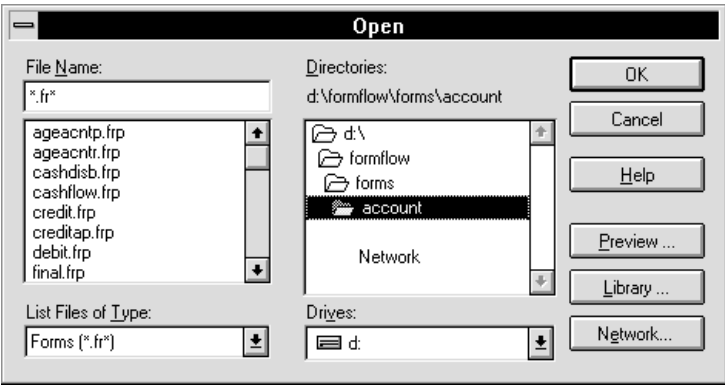 Open
File Name:
*.fr*
ageacntp.frp
ageacntr.frp
cashdisb.frp
cashflow.frp
credit.frp
creditap.frp
debit.frp
final.frp
List Files of Type:
Forms (*.fr*)
Directories:
d:\formflow\forms\account
d:\
formflow
forms
account
Network
Drives:
d:
OK
Cancel
Help
Preview ...
Library ...
Network...